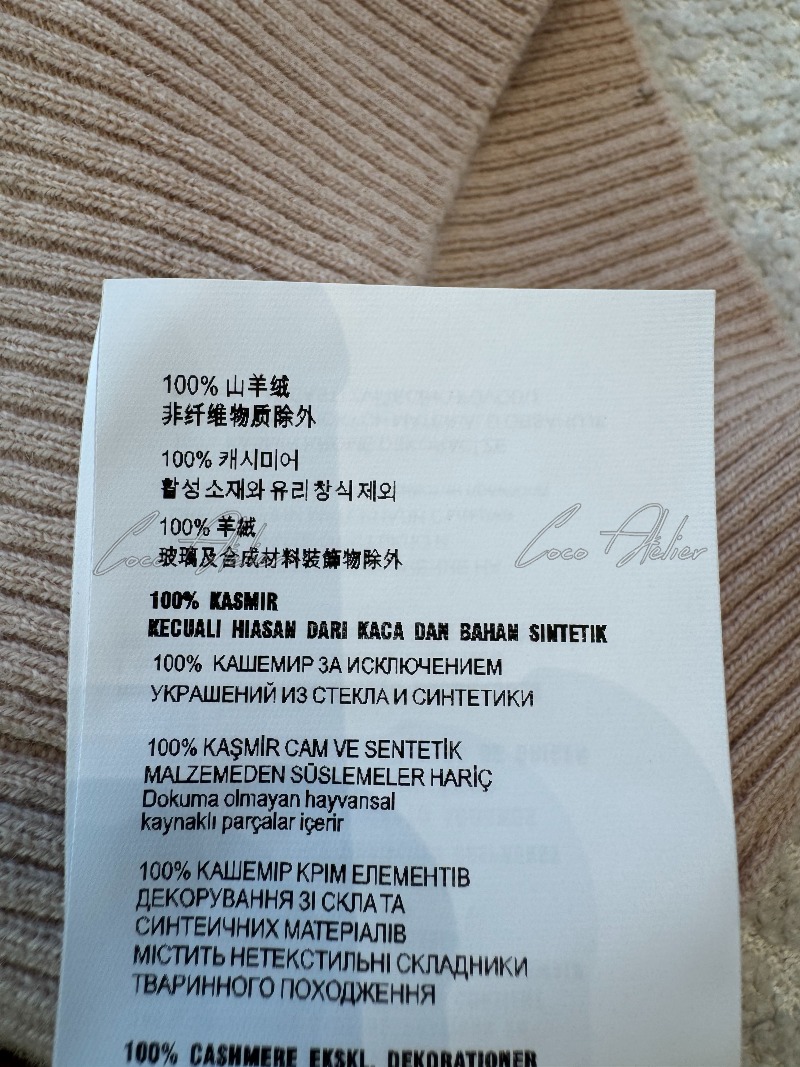 100% 山羊绒
非纤维物质除外
100% 캐시미어
활성소재와유리장식제외
100% 羊絨
玻璃及合成材料裝飾物除外
Coco Atelier
Coco Atelier
100% KASMIR
KECUALI HIASAN DARI KACA DAN BAHAN SINTETIK
100% КАШЕМИР ЗА ИСКЛЮЧЕНИЕМ
УКРАШЕНИЙ ИЗ СТЕКЛА И СИНТЕТИКИ
100% KAŞMİR CAM VE SENTETİK
MALZEMEDEN SÜSLEMELER HARİÇ
Dokuma olmayan hayvansal
kaynaklı parçalar içerir
100% КАШЕМІР КРІМ ЕЛЕМЕНТІВ
ДЕКОРУВАННЯ ЗІ СКЛА ТА
СИНТЕИЧНИХ МАТЕРІАЛІВ
МІСТИТЬ НЕТЕКСТИЛЬНІ СКЛАДНИКИ
ТВАРИННОГО ПОХОДЖЕННЯ
100% CASHMERE EKSKL. DEKORATIONER